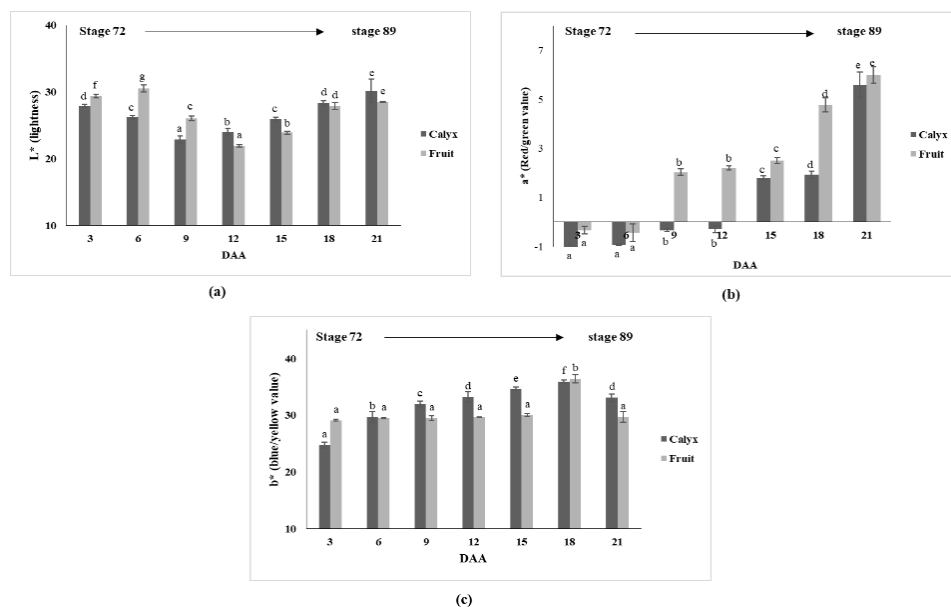 40
Stage 72
stage 89
30
20
10
L* (lightness)
d
f
c
g
a
c
b
a
c
b
d
d
e
e
Calyx
Fruit
3
6
9
12
15
18
21
DAA
(a)
7
5
3
1
-1
a* (Red/green value)
Stage 72
stage 89
a
a
a
a
b
b
b
b
c
c
d
d
e
e
Calyx
Fruit
3
6
9
12
15
18
21
DAA
(b)
Stage 72
stage 89
40
30
20
10
b* (blue/yellow value)
a
a
b
a
c
a
d
a
e
a
f
b
d
a
Calyx
Fruit
3
6
9
12
15
18
21
DAA
(c)